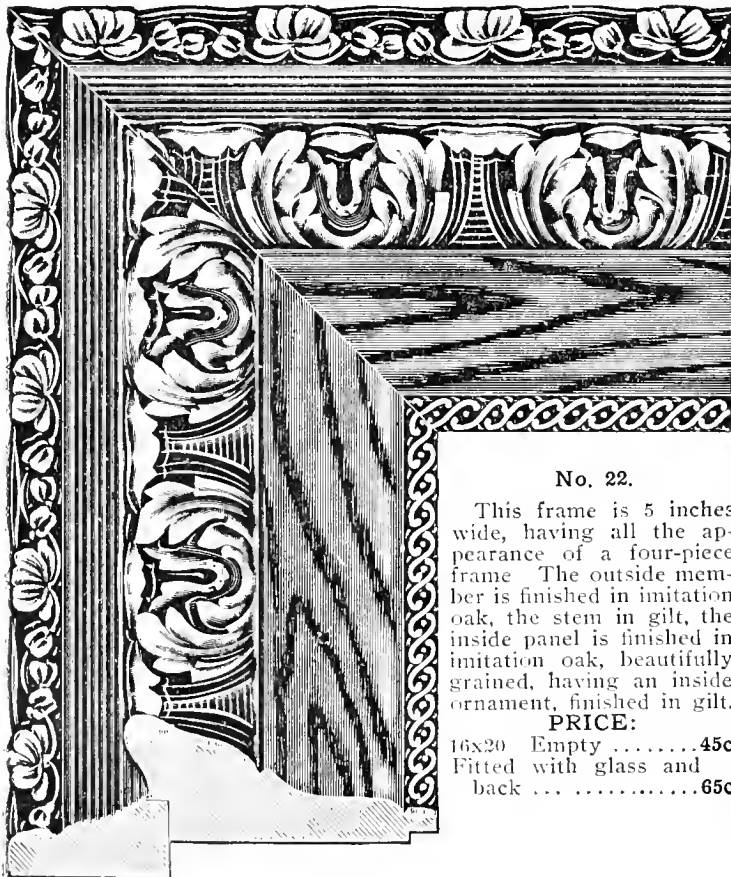 No. 22.
This frame is 5 inches
wide, having all the ap-
pearance of a four-piece
frame The outside mem-
ber is finished in imitation
oak, the stem in gilt, the
inside panel is finished in
imitation oak, beautifully
grained, having an inside
ornament, finished in gilt.
PRICE:
16x20 Empty ........45c
Fitted with glass and
back ... ............65c